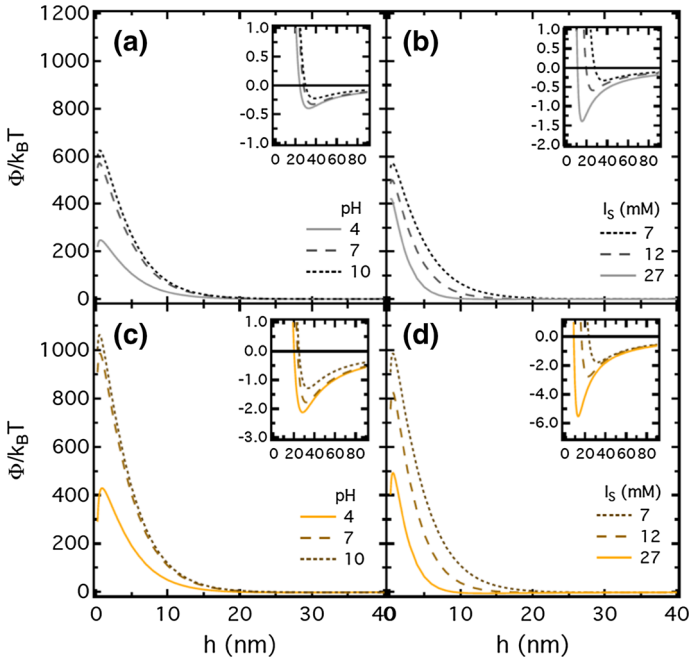 (a)
1200
1000
800
600
400
200
0
Φ/kBT
1.0
0.5
0.0
-0.5
-1.0
0 20 40 60 80
pH
4
7
10
(b)
1.0
0.5
0.0
-0.5
-1.0
-1.5
-2.0
0 20 40 60 80
IS (mM)
7
12
27
(c)
1000
800
600
400
200
0
Φ/kBT
1.0
0.0
-1.0
-2.0
-3.0
0 20 40 60 80
pH
4
7
10
0 10 20 30 40
h (nm)
(d)
0.0
-2.0
-4.0
-6.0
0 20 40 60 80
IS (mM)
7
12
27
0 10 20 30 40
h (nm)